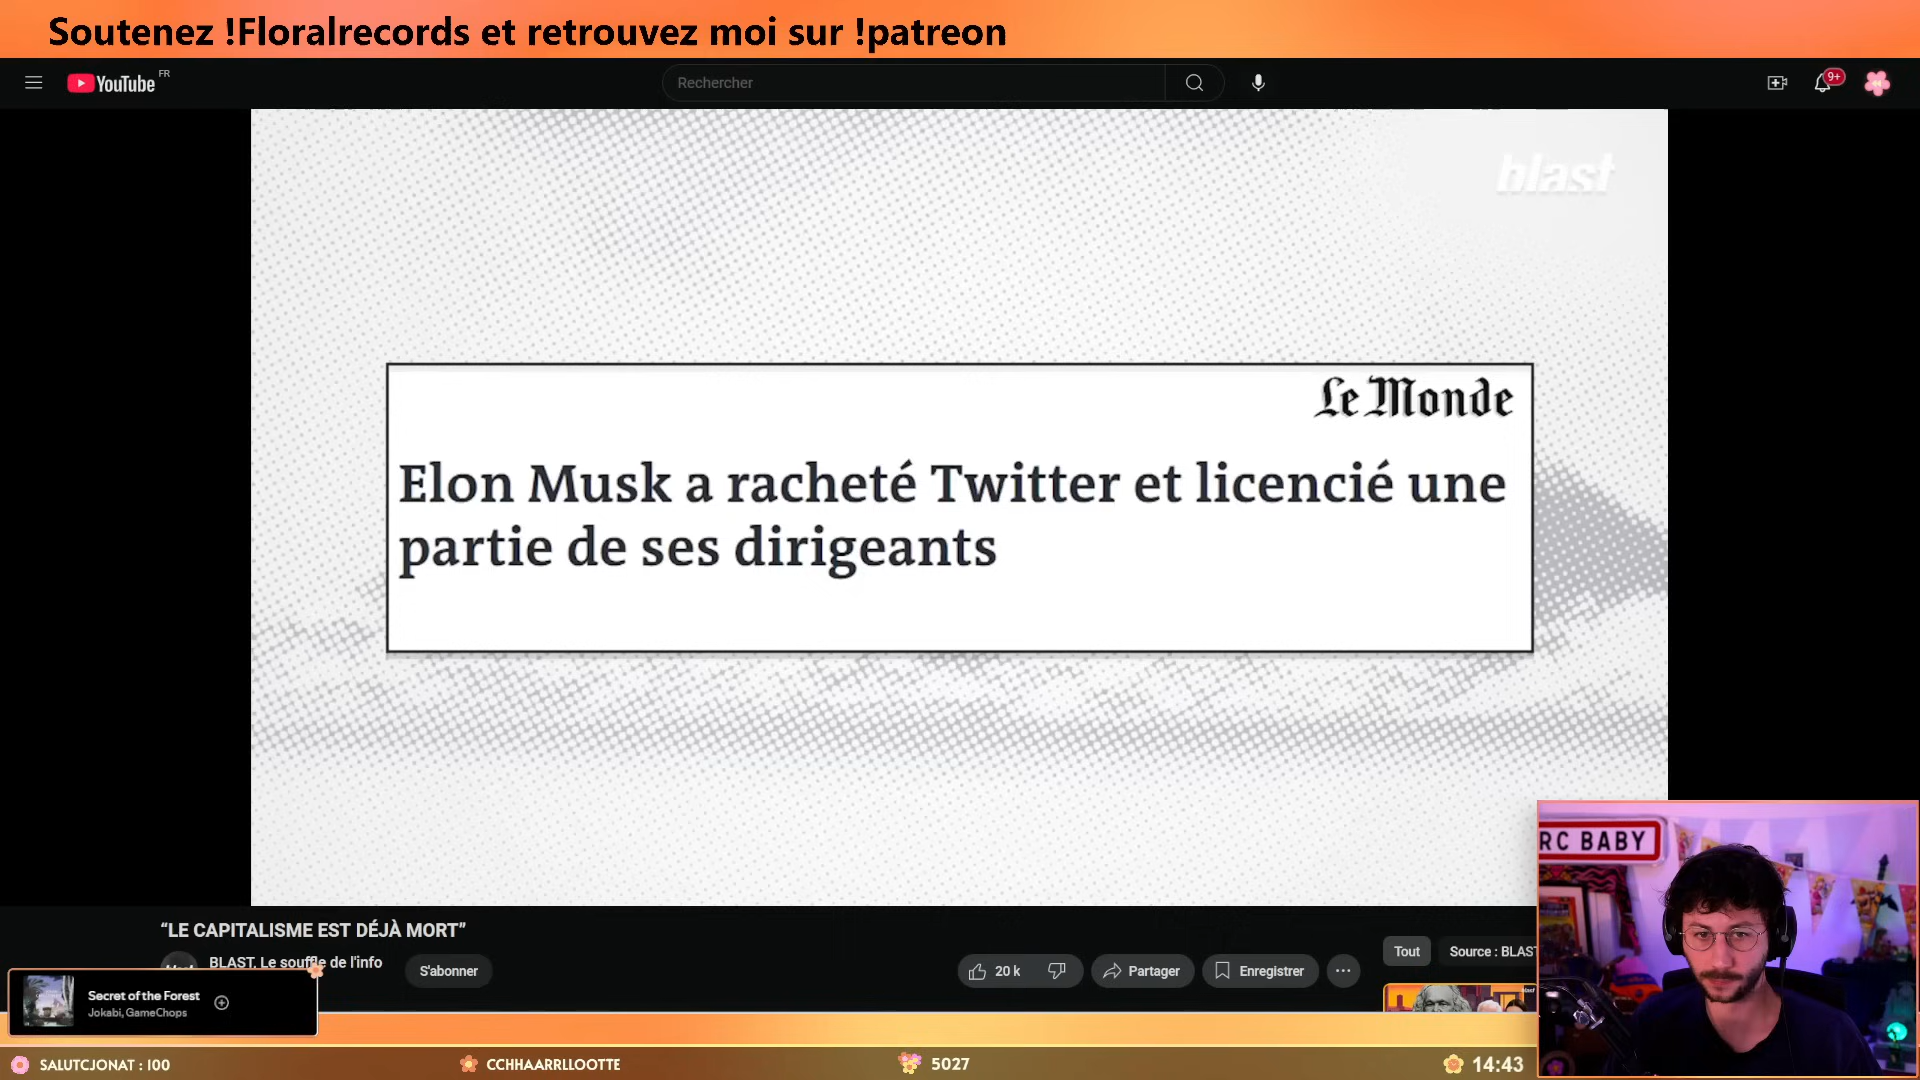 Soutenez !Floralrecords et retrouvez moi sur !patreon
YouTube FR
Rechercher
9+
blast
Le Monde
Elon Musk a racheté Twitter et licencié une
partie de ses dirigeants
RC BABY
“LE CAPITALISME EST DÉJÀ MORT”
BLAST, Le souffle de l'info
S'abonner
20 k
Partager
Enregistrer
Tout
Source : BLAST
Secret of the Forest
Jokabi, GameChops
SALUTCJONAT : 100
CCHHAARRLLOOTTE
5027
14:43